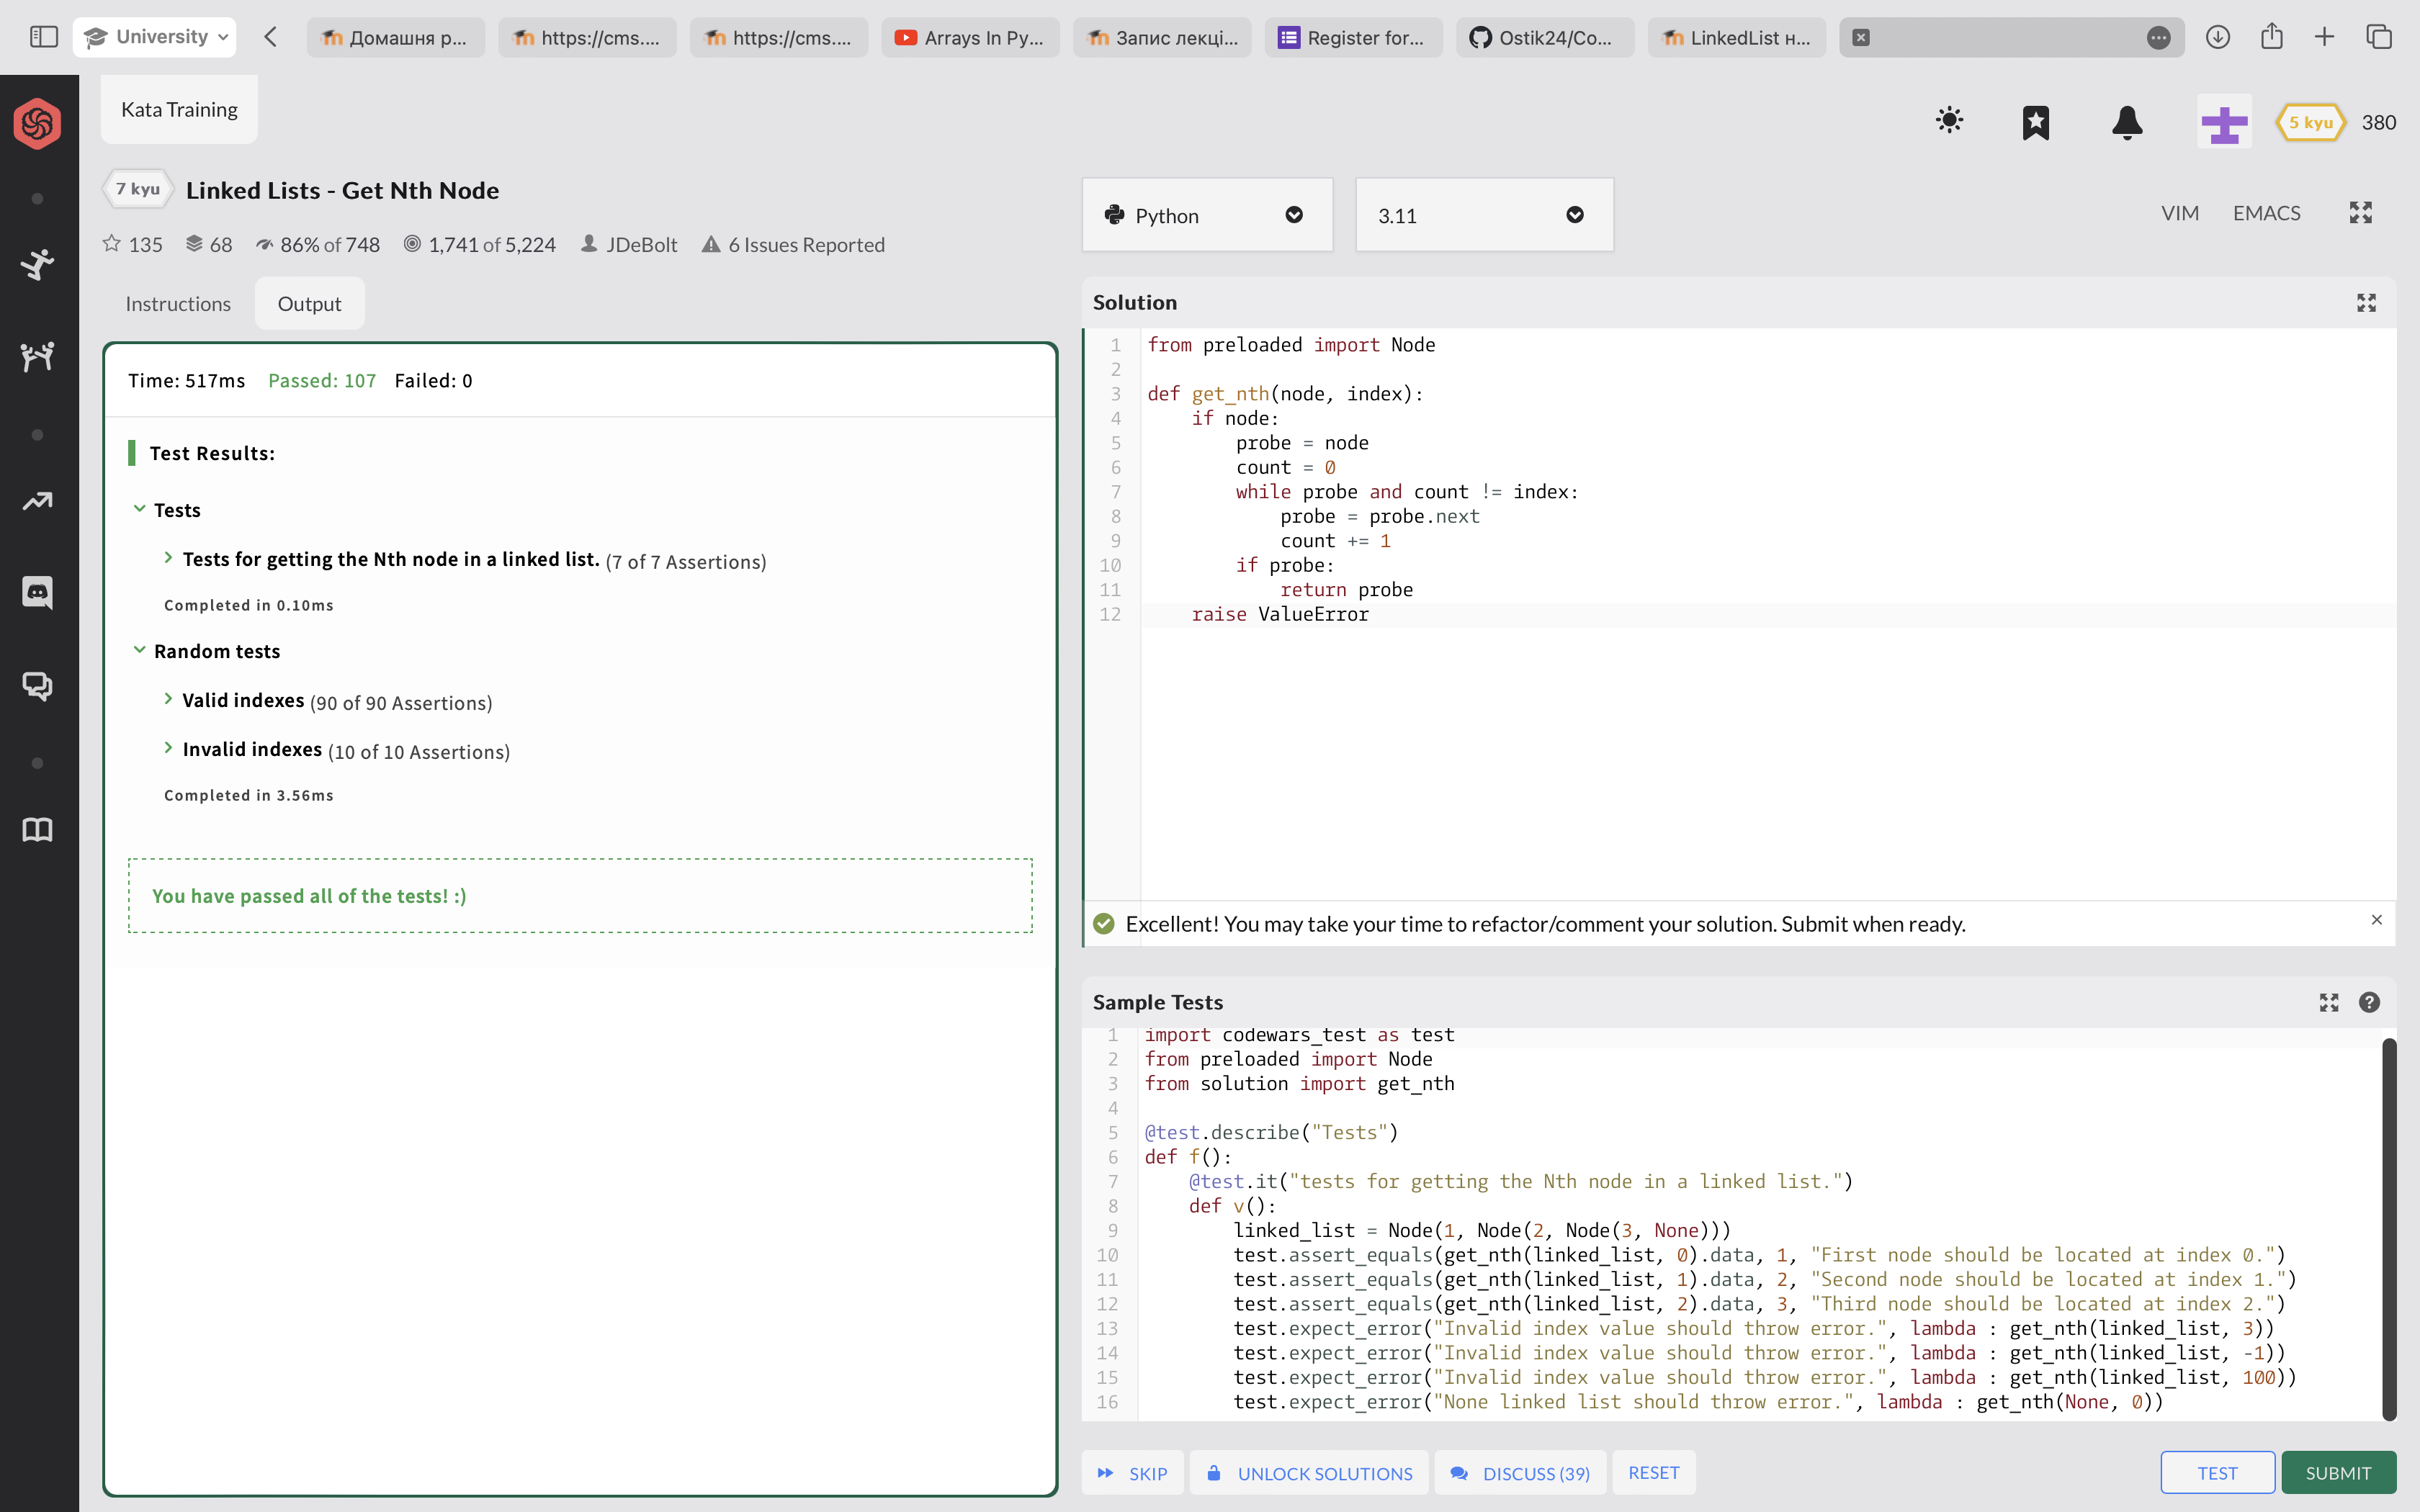 University
Домашня р...
https://cms....
https://cms....
Arrays In Py...
Запис лекці...
Register for...
Ostik24/Co...
LinkedList н...
Kata Training
5 kyu
380
7 kyu
Linked Lists - Get Nth Node
135 68 86% of 748 1,741 of 5,224 JDeBolt 6 Issues Reported
Python
3.11
VIM
EMACS
Instructions
Output
Time: 517ms Passed: 107 Failed: 0
Test Results:
Tests
Tests for getting the Nth node in a linked list. (7 of 7 Assertions)
Completed in 0.10ms
Random tests
Valid indexes (90 of 90 Assertions)
Invalid indexes (10 of 10 Assertions)
Completed in 3.56ms
You have passed all of the tests! :)
Solution
1 from preloaded import Node
2
3 def get_nth(node, index):
4     if node:
5         probe = node
6         count = 0
7         while probe and count != index:
8             probe = probe.next
9             count += 1
10         if probe:
11             return probe
12     raise ValueError
Excellent! You may take your time to refactor/comment your solution. Submit when ready.
Sample Tests
1 import codewars_test as test
2 from preloaded import Node
3 from solution import get_nth
4
5 @test.describe("Tests")
6 def f():
7     @test.it("tests for getting the Nth node in a linked list.")
8     def v():
9         linked_list = Node(1, Node(2, Node(3, None)))
10         test.assert_equals(get_nth(linked_list, 0).data, 1, "First node should be located at index 0.")
11         test.assert_equals(get_nth(linked_list, 1).data, 2, "Second node should be located at index 1.")
12         test.assert_equals(get_nth(linked_list, 2).data, 3, "Third node should be located at index 2.")
13         test.expect_error("Invalid index value should throw error.", lambda : get_nth(linked_list, 3))
14         test.expect_error("Invalid index value should throw error.", lambda : get_nth(linked_list, -1))
15         test.expect_error("Invalid index value should throw error.", lambda : get_nth(linked_list, 100))
16         test.expect_error("None linked list should throw error.", lambda : get_nth(None, 0))
SKIP
UNLOCK SOLUTIONS
DISCUSS (39)
RESET
TEST
SUBMIT